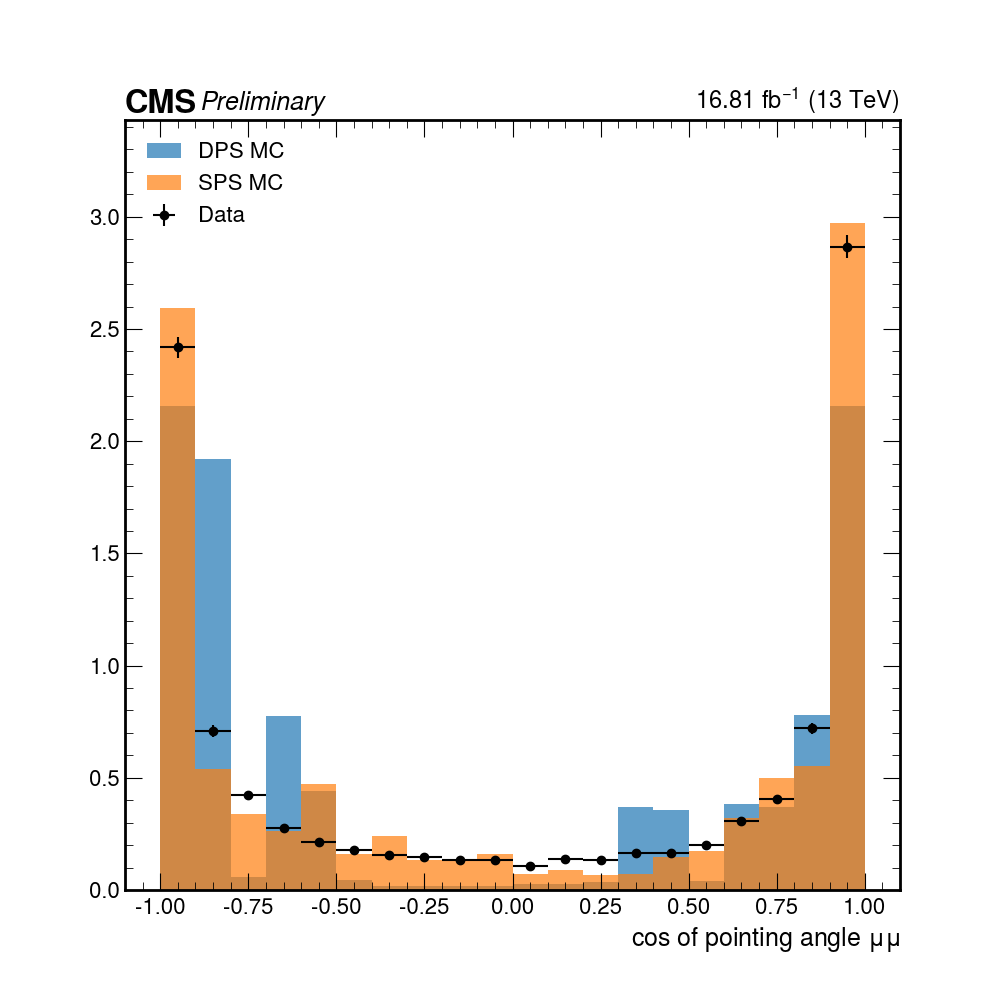 CMS Preliminary 16.81 fb⁻¹ (13 TeV)
DPS MC
SPS MC
Data
3.0
2.5
2.0
1.5
1.0
0.5
0.0
-1.00 -0.75 -0.50 -0.25 0.00 0.25 0.50 0.75 1.00
cos of pointing angle μμ